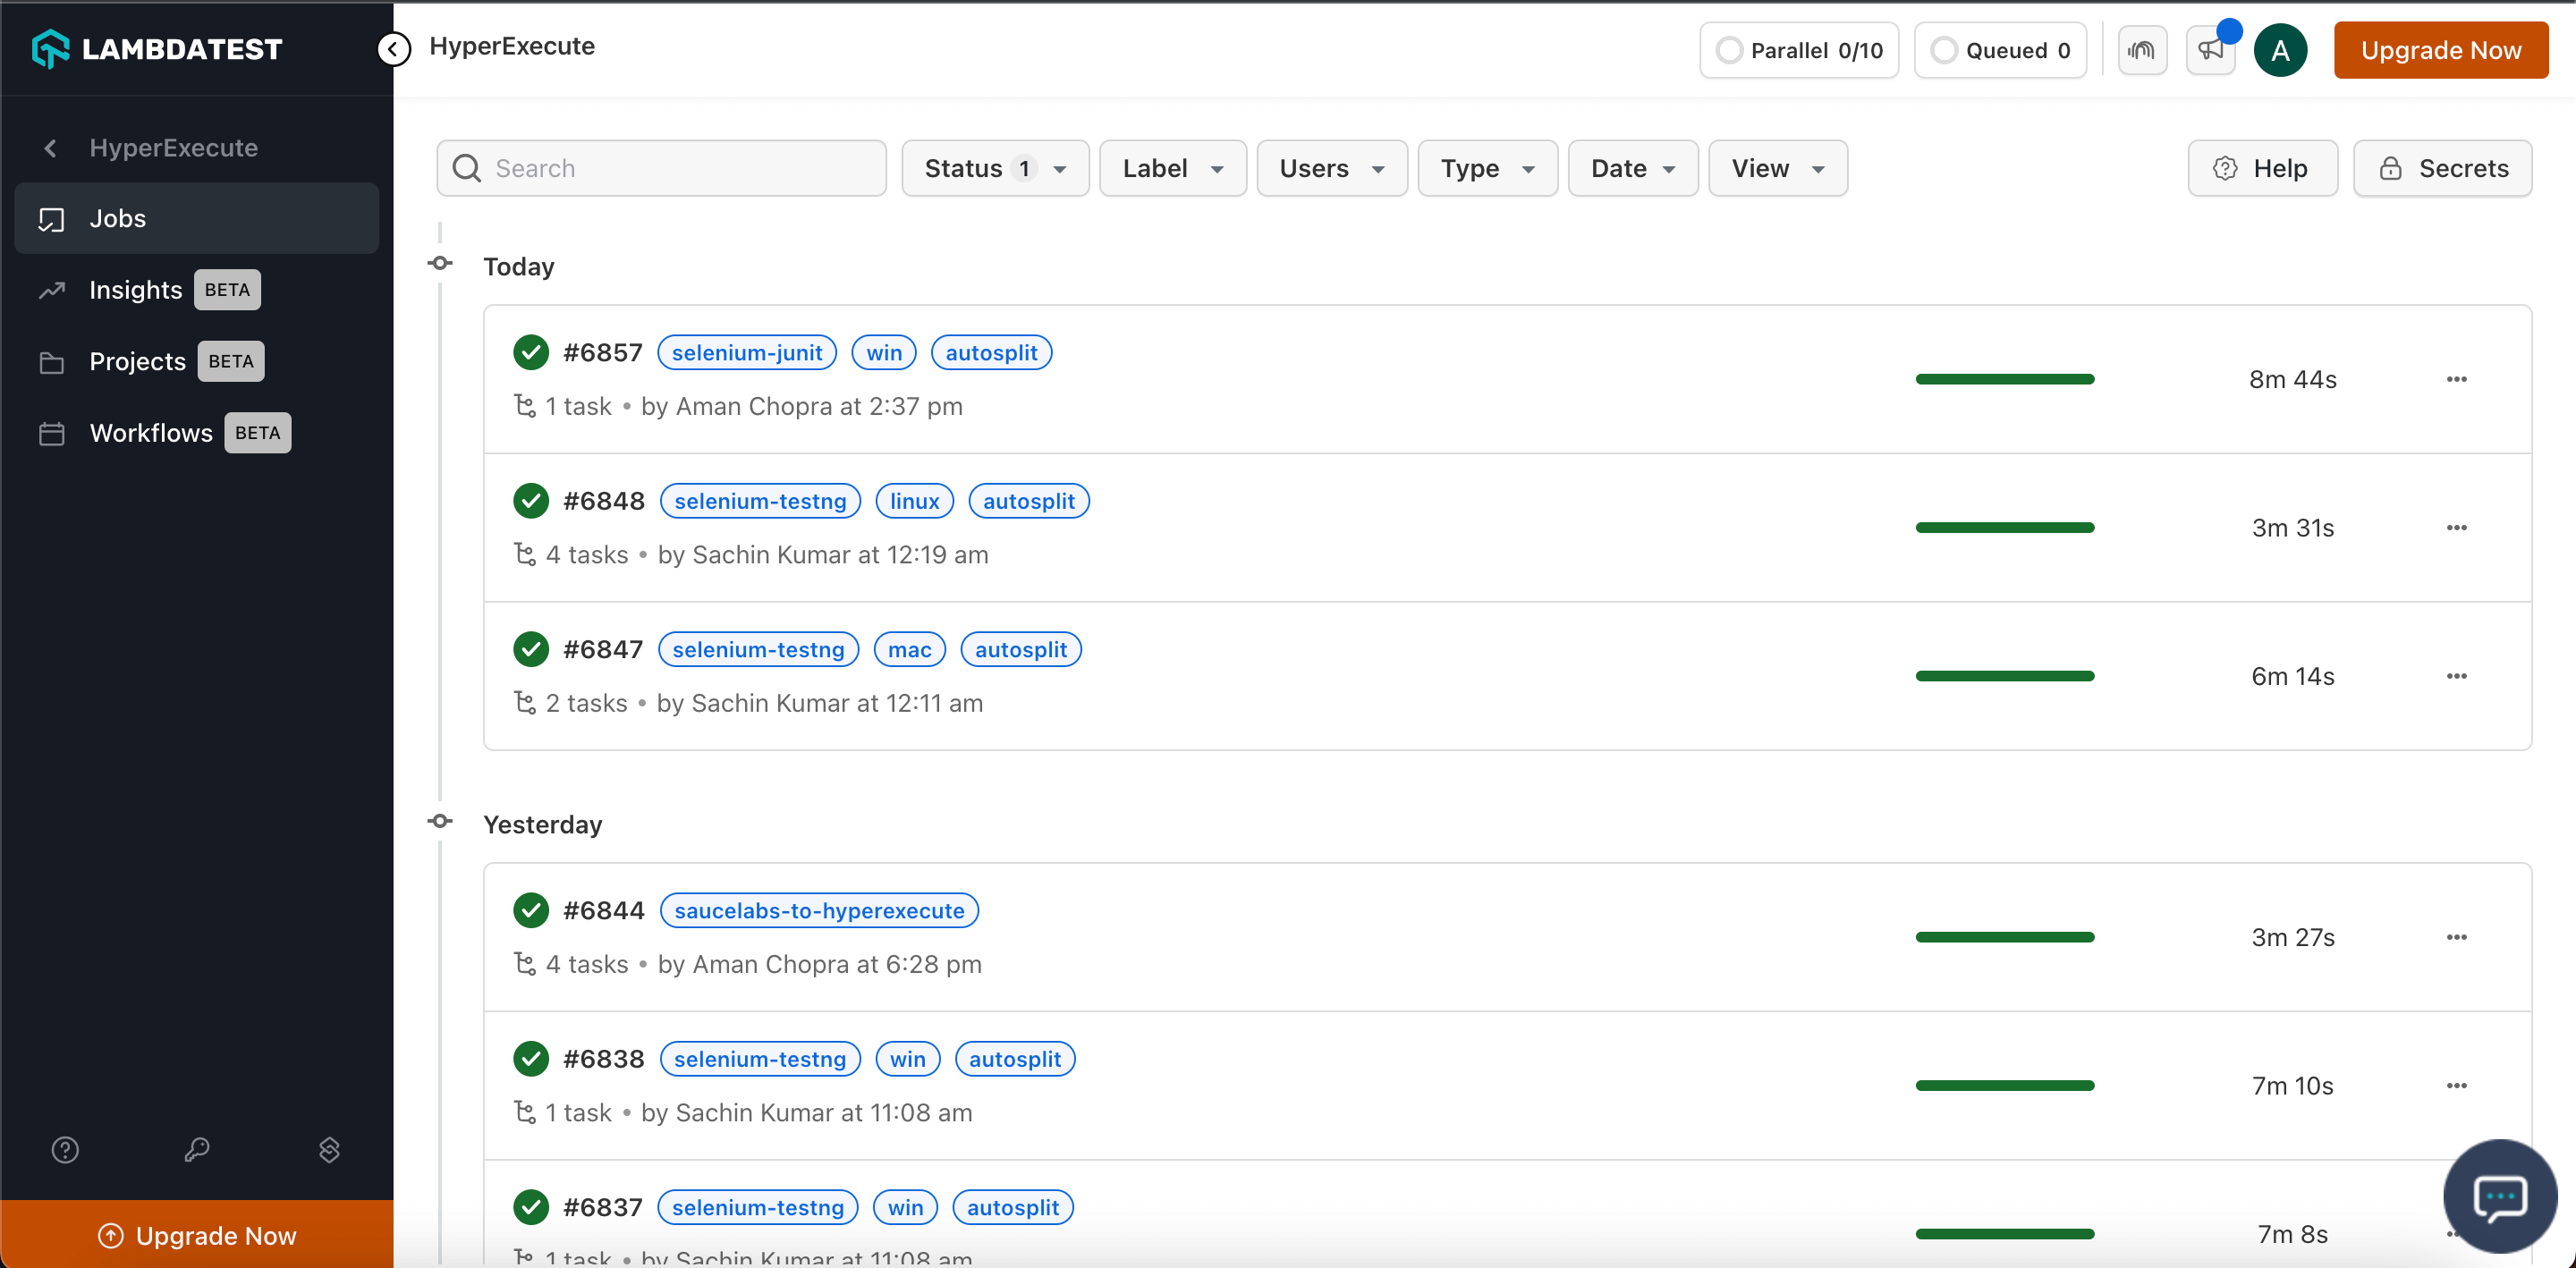 LAMBDATEST
HyperExecute
Parallel 0/10
Queued 0
A
Upgrade Now
HyperExecute
Jobs
Insights BETA
Projects BETA
Workflows BETA
Upgrade Now
Search
Status 1
Label
Users
Type
Date
View
Help
Secrets
Today
#6857 selenium-junit win autosplit
1 task • by Aman Chopra at 2:37 pm
8m 44s
#6848 selenium-testng linux autosplit
4 tasks • by Sachin Kumar at 12:19 am
3m 31s
#6847 selenium-testng mac autosplit
2 tasks • by Sachin Kumar at 12:11 am
6m 14s
Yesterday
#6844 saucelabs-to-hyperexecute
4 tasks • by Aman Chopra at 6:28 pm
3m 27s
#6838 selenium-testng win autosplit
1 task • by Sachin Kumar at 11:08 am
7m 10s
#6837 selenium-testng win autosplit
1 task • by Sachin Kumar at 11:08 am
7m 8s